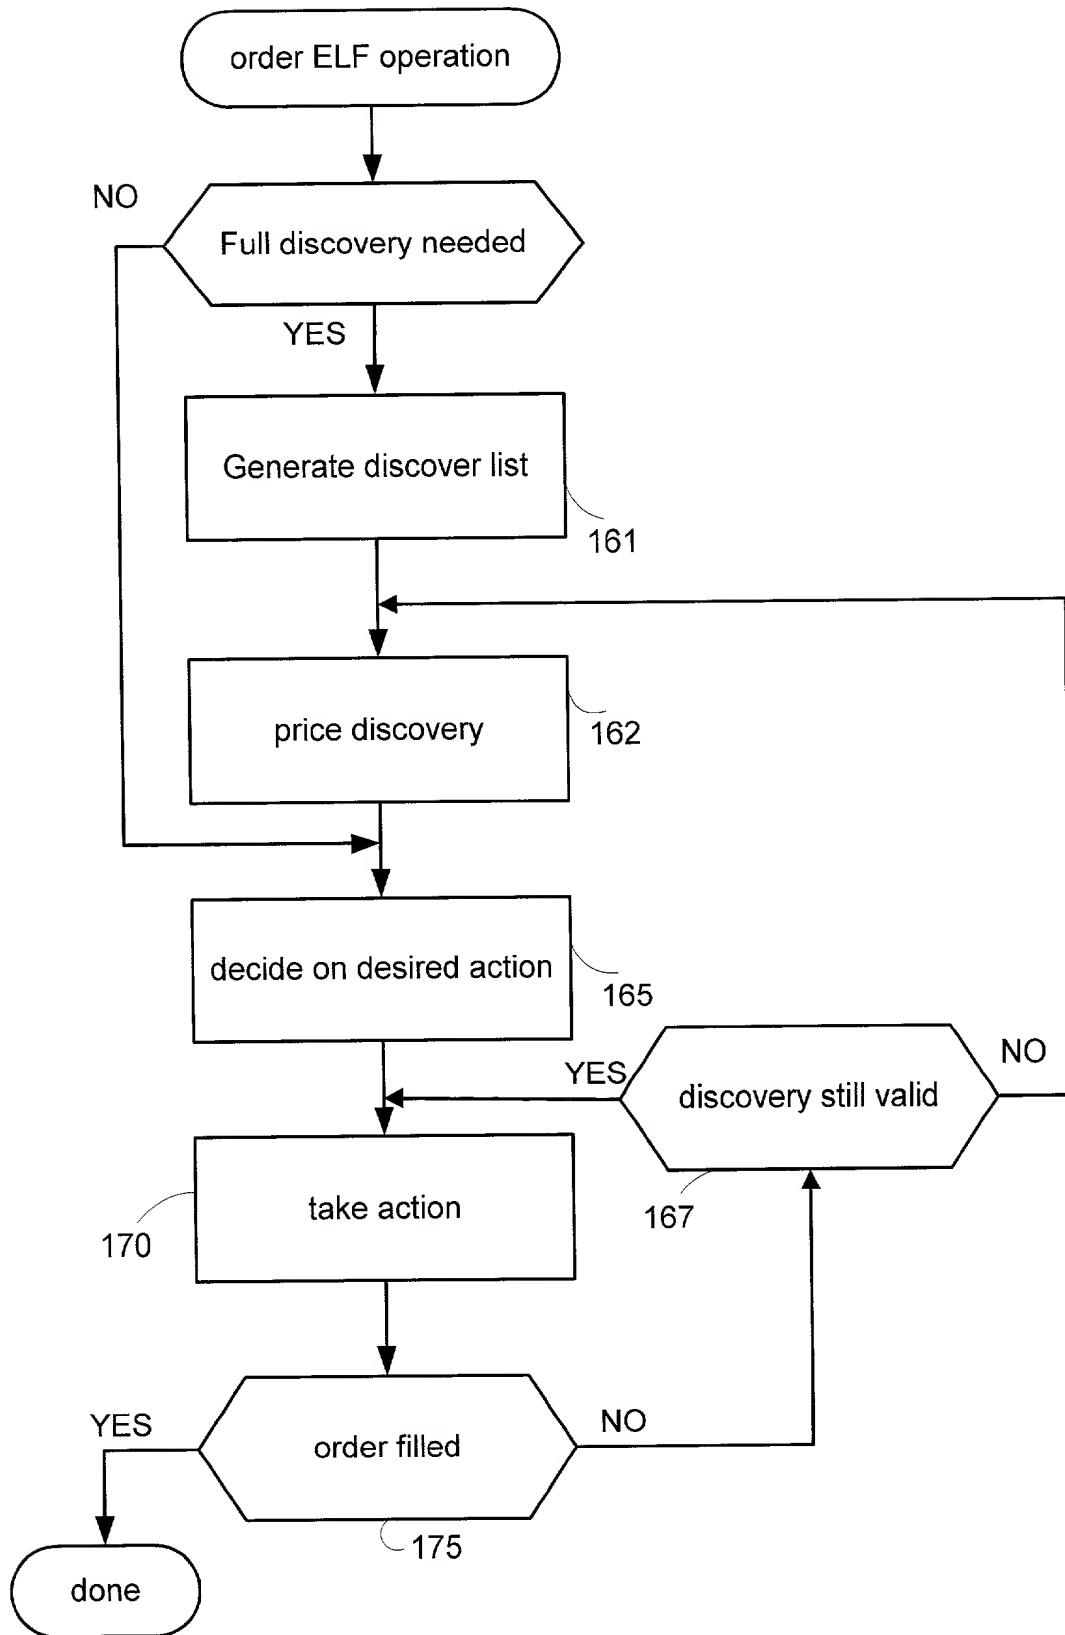 order ELF operation
NO
Full discovery needed
YES
Generate discover list
161
price discovery
162
decide on desired action
165
YES
discovery still valid
NO
167
take action
170
YES
order filled
NO
175
done